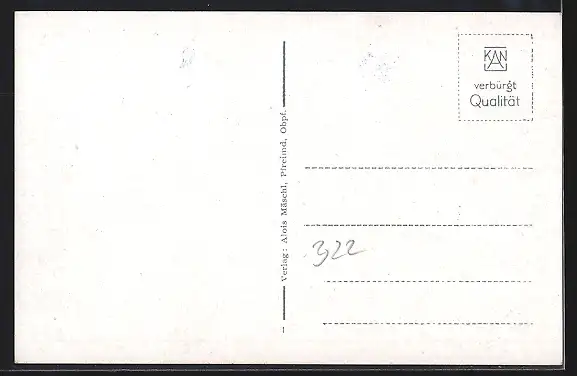 KAN
verbürgt
Qualität
Verlag: Alois Mäschl, Pfreimd, Obpf.
322